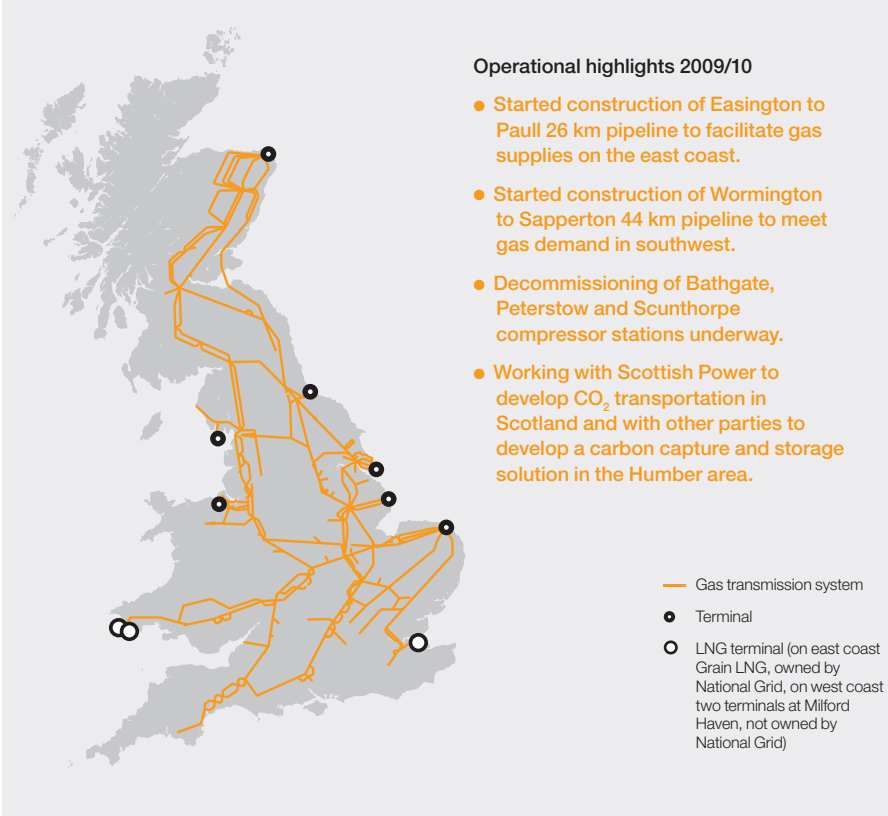 Operational highlights 2009/10
● Started construction of Easington to
Paull 26 km pipeline to facilitate gas
supplies on the east coast.
● Started construction of Wormington
to Sapperton 44 km pipeline to meet
gas demand in southwest.
● Decommissioning of Bathgate,
Peterstow and Scunthorpe
compressor stations underway.
● Working with Scottish Power to
develop CO₂ transportation in
Scotland and with other parties to
develop a carbon capture and storage
solution in the Humber area.
Gas transmission system
Terminal
LNG terminal (on east coast
Grain LNG, owned by
National Grid, on west coast
two terminals at Milford
Haven, not owned by
National Grid)